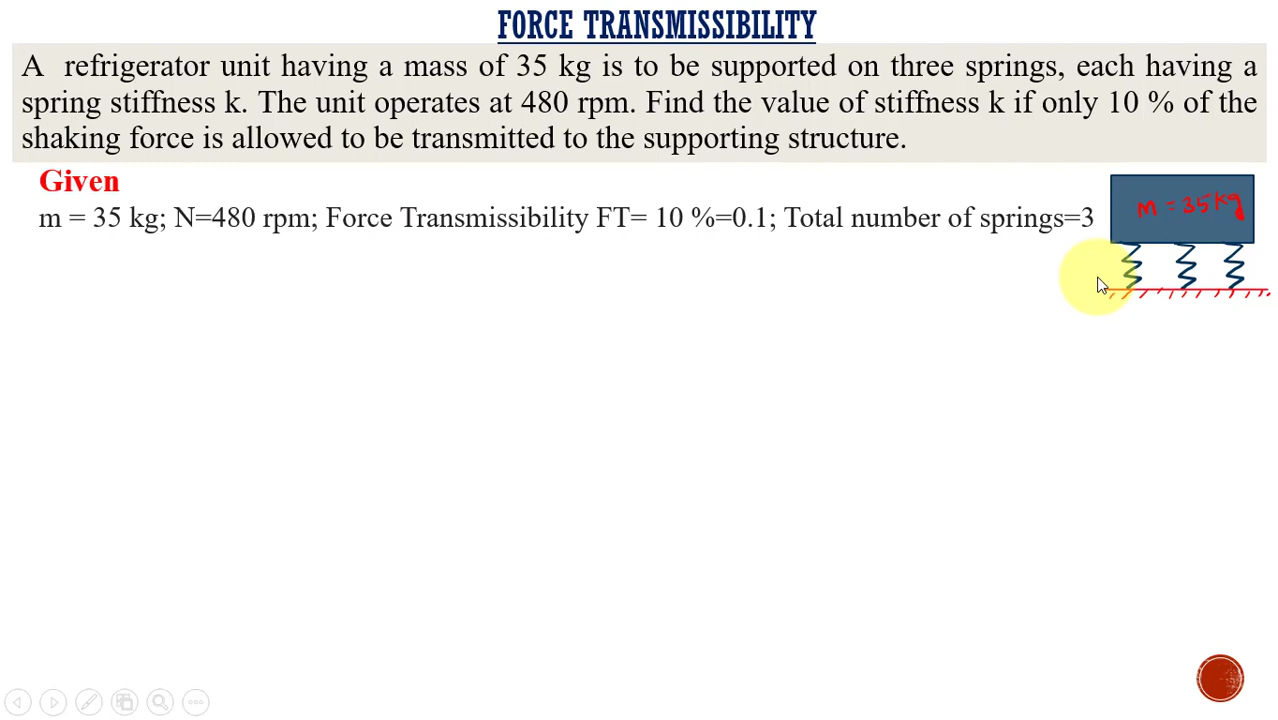 FORCE TRANSMISSIBILITY
A refrigerator unit having a mass of 35 kg is to be supported on three springs, each having a
spring stiffness k. The unit operates at 480 rpm. Find the value of stiffness k if only 10 % of the
shaking force is allowed to be transmitted to the supporting structure.
Given
m = 35 kg; N=480 rpm; Force Transmissibility FT= 10 %=0.1; Total number of springs=3
m = 35 kg